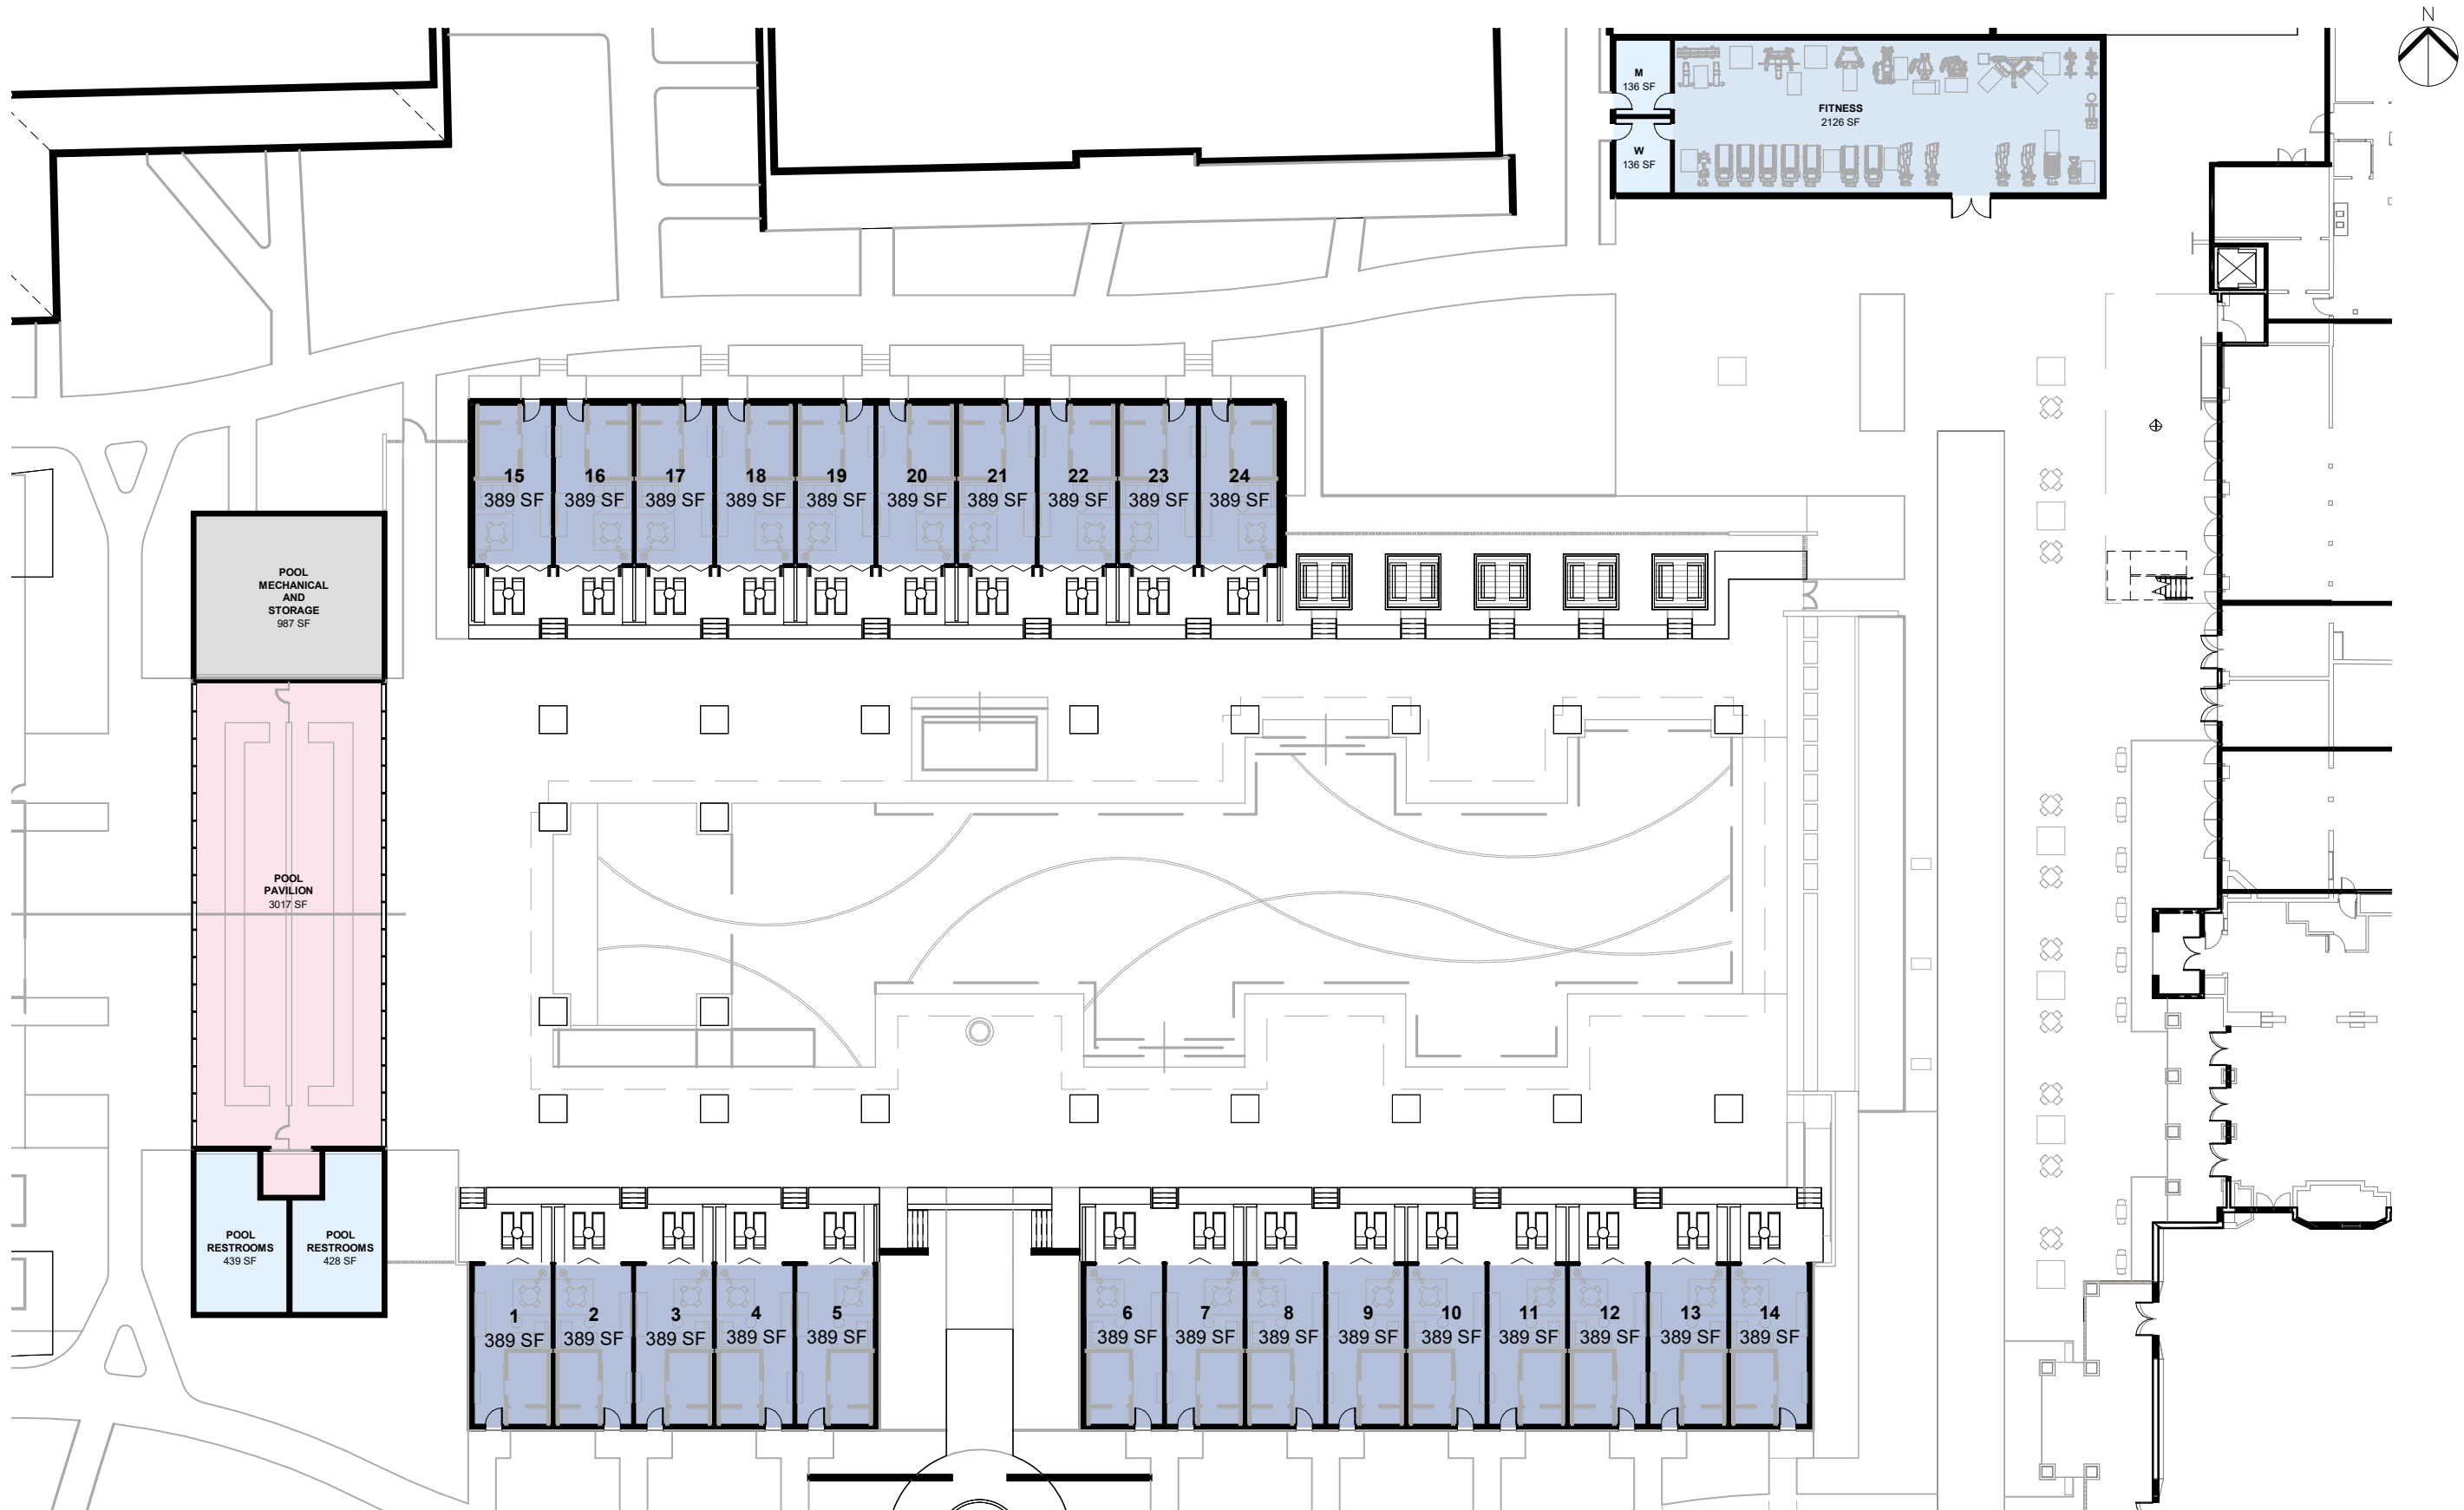 N
M
136 SF
FITNESS
2126 SF
W
136 SF
15
389 SF
16
389 SF
17
389 SF
18
389 SF
19
389 SF
20
389 SF
21
389 SF
22
389 SF
23
389 SF
24
389 SF
POOL
MECHANICAL
AND
STORAGE
987 SF
POOL
PAVILION
3017 SF
POOL
RESTROOMS
439 SF
POOL
RESTROOMS
428 SF
1
389 SF
2
389 SF
3
389 SF
4
389 SF
5
389 SF
6
389 SF
7
389 SF
8
389 SF
9
389 SF
10
389 SF
11
389 SF
12
389 SF
13
389 SF
14
389 SF